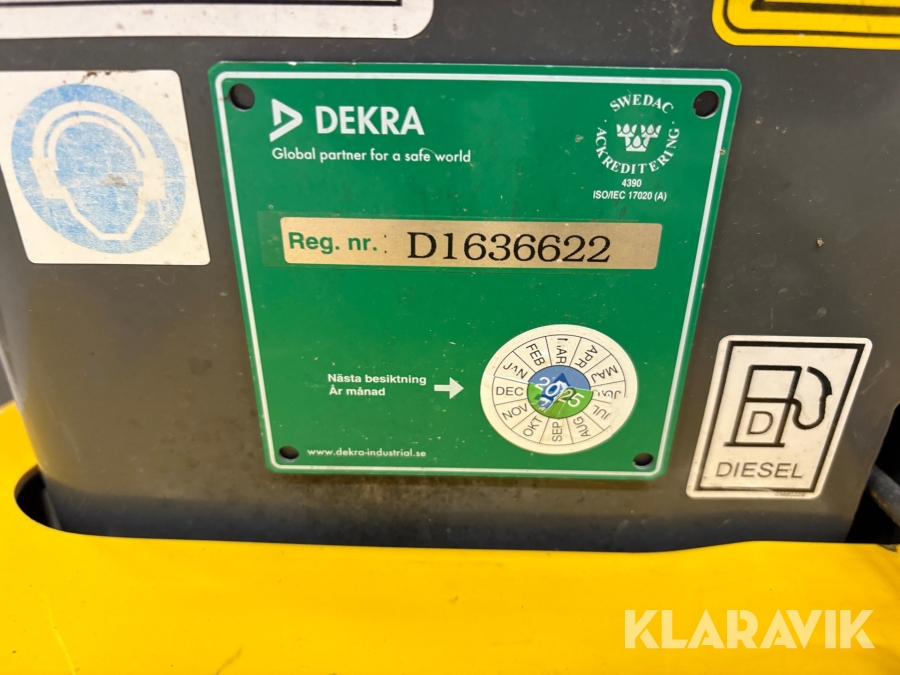 DEKRA
Global partner for a safe world
SWEDAC
ACKREDITERING
4390
ISO/IEC 17020 (A)
Reg. nr. : D1636622
Nästa besiktning
År månad
JAN
FEB
MAR
APR
MAJ
JUL
AUG
SEP
OKT
NOV
DEC
2025
www.dekra-industrial.se
D
DIESEL
KLARAVIK